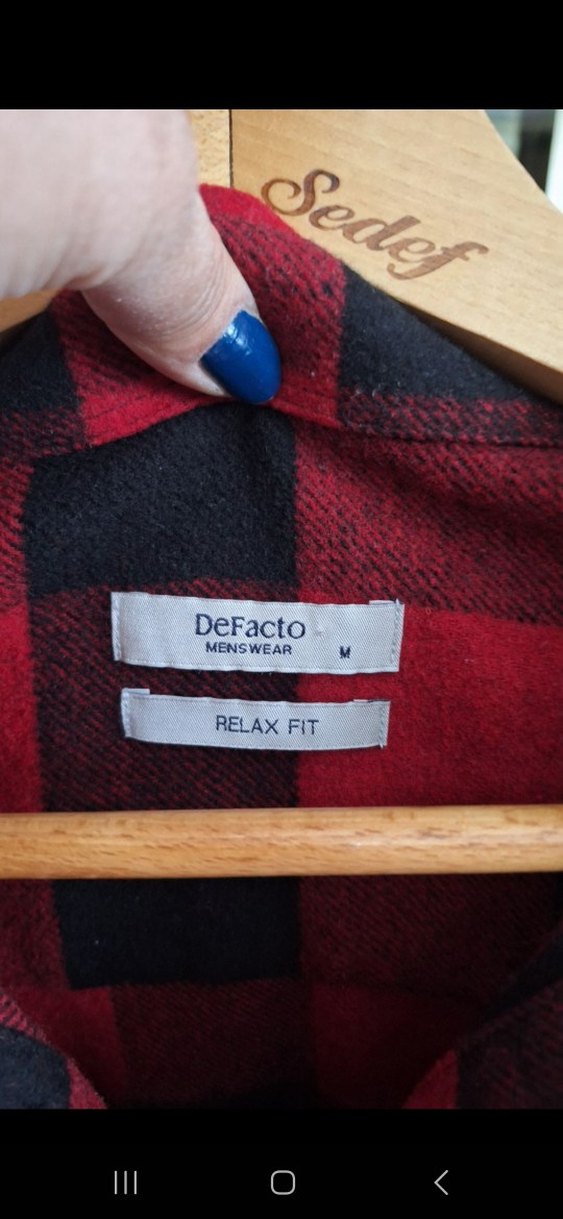 Sedef
DeFacto
MENSWEAR M
RELAX FIT